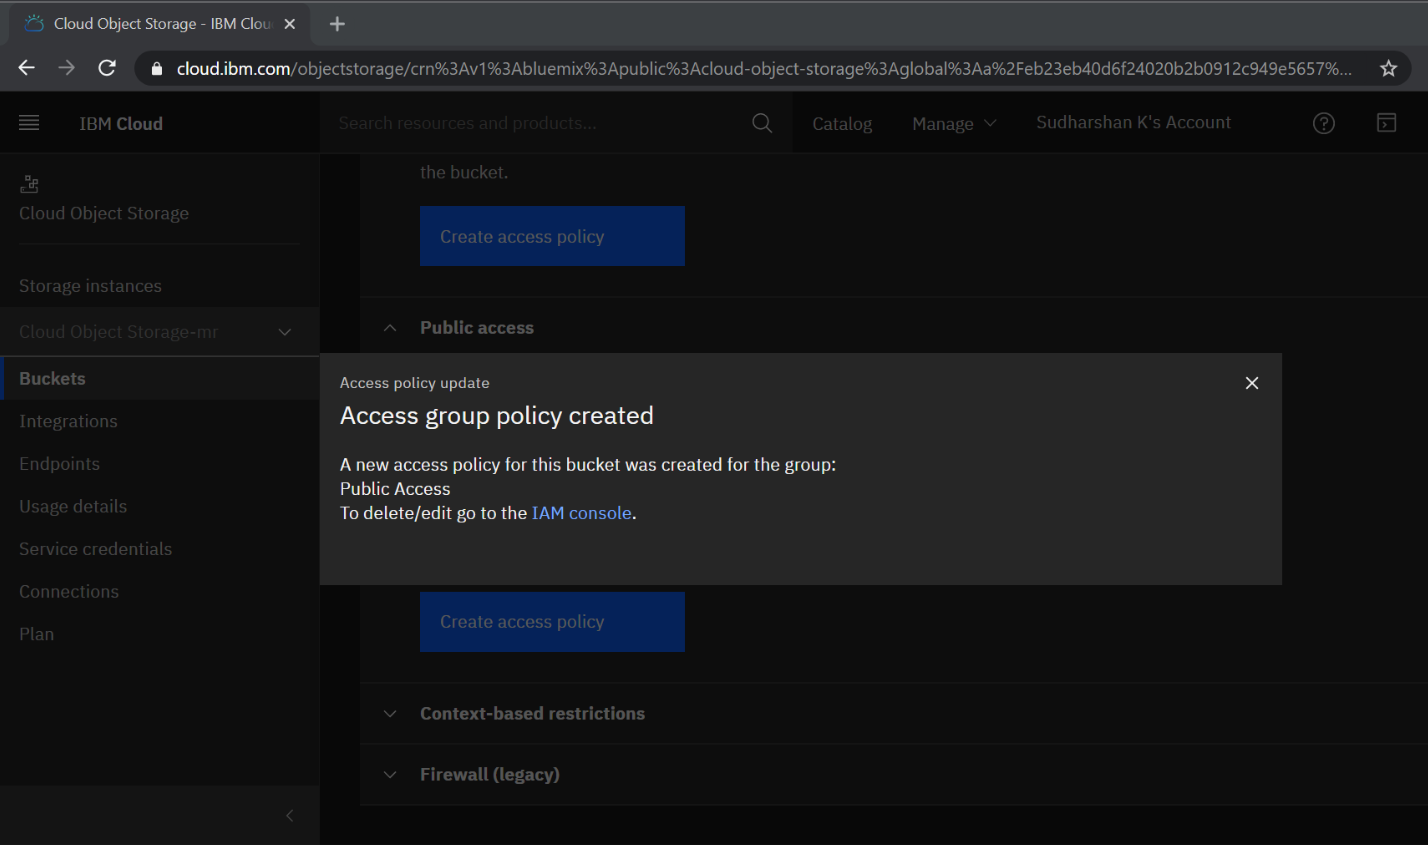 Cloud Object Storage - IBM Clou
cloud.ibm.com/objectstorage/crn%3Av1%3Abluemix%3Apublic%3Acloud-object-storage%3Aglobal%3Aa%2Feb23eb40d6f24020b2b0912c949e5657%...
IBM Cloud
Search resources and products...
Catalog
Manage
Sudharshan K's Account
Cloud Object Storage
Storage instances
Cloud Object Storage-mr
Buckets
Integrations
Endpoints
Usage details
Service credentials
Connections
Plan
the bucket.
Create access policy
Public access
Access policy update
Access group policy created
A new access policy for this bucket was created for the group:
Public Access
To delete/edit go to the IAM console.
Create access policy
Context-based restrictions
Firewall (legacy)